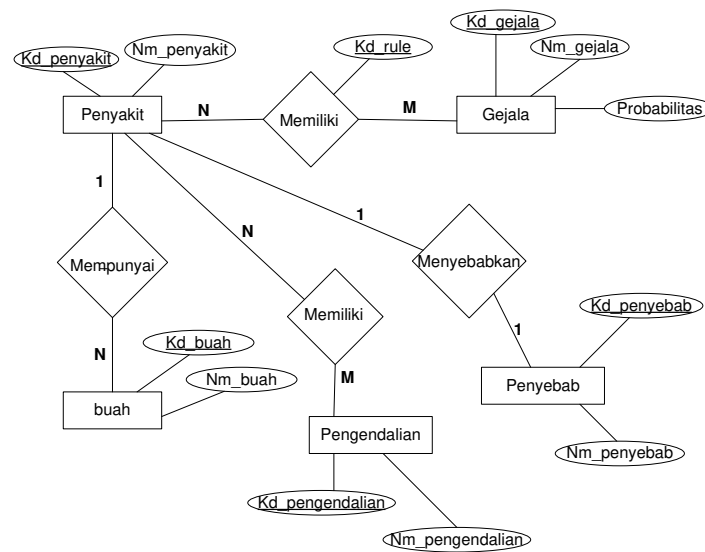 Kd_gejala
Nm_penyakit
Kd_rule
Nm_gejala
Kd_penyakit
Penyakit
N
Memiliki
M
Gejala
Probabilitas
1
1
N
Mempunyai
Menyebabkan
Kd_penyebab
Memiliki
1
Kd_buah
N
Nm_buah
M
Penyebab
buah
Pengendalian
Nm_penyebab
Kd_pengendalian
Nm_pengendalian